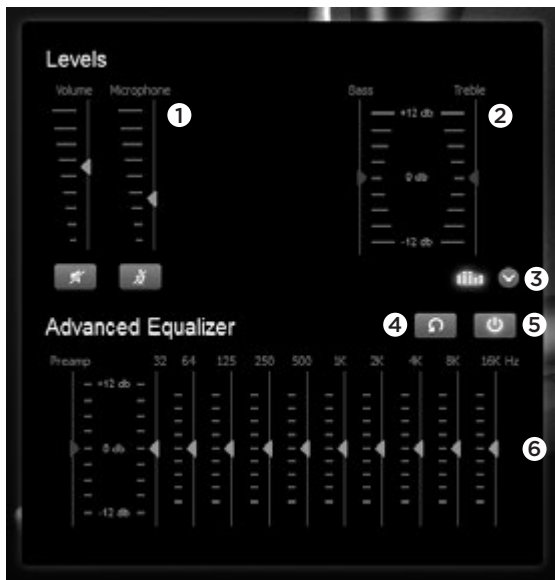 Levels
Volume Microphone Bass Treble
1 2
+12 db
0 db
-12 db
3
Advanced Equalizer 4 5
Preamp 32 64 125 250 500 1K 2K 4K 8K 16K Hz
+12 db
0 db 6
-12 db